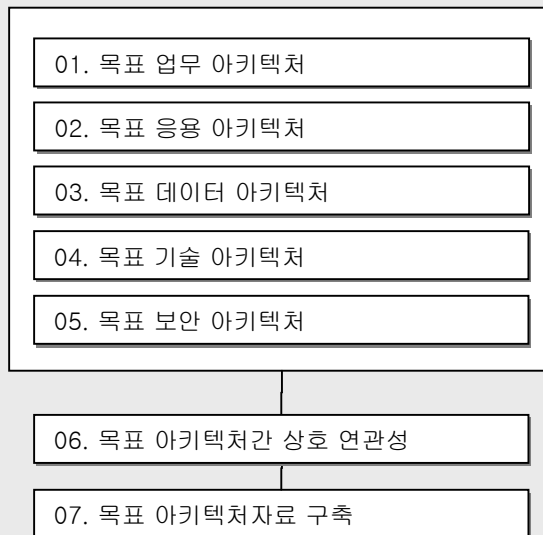 01. 목표 업무 아키텍처
02. 목표 응용 아키텍처
03. 목표 데이터 아키텍처
04. 목표 기술 아키텍처
05. 목표 보안 아키텍처
06. 목표 아키텍처간 상호 연관성
07. 목표 아키텍처자료 구축